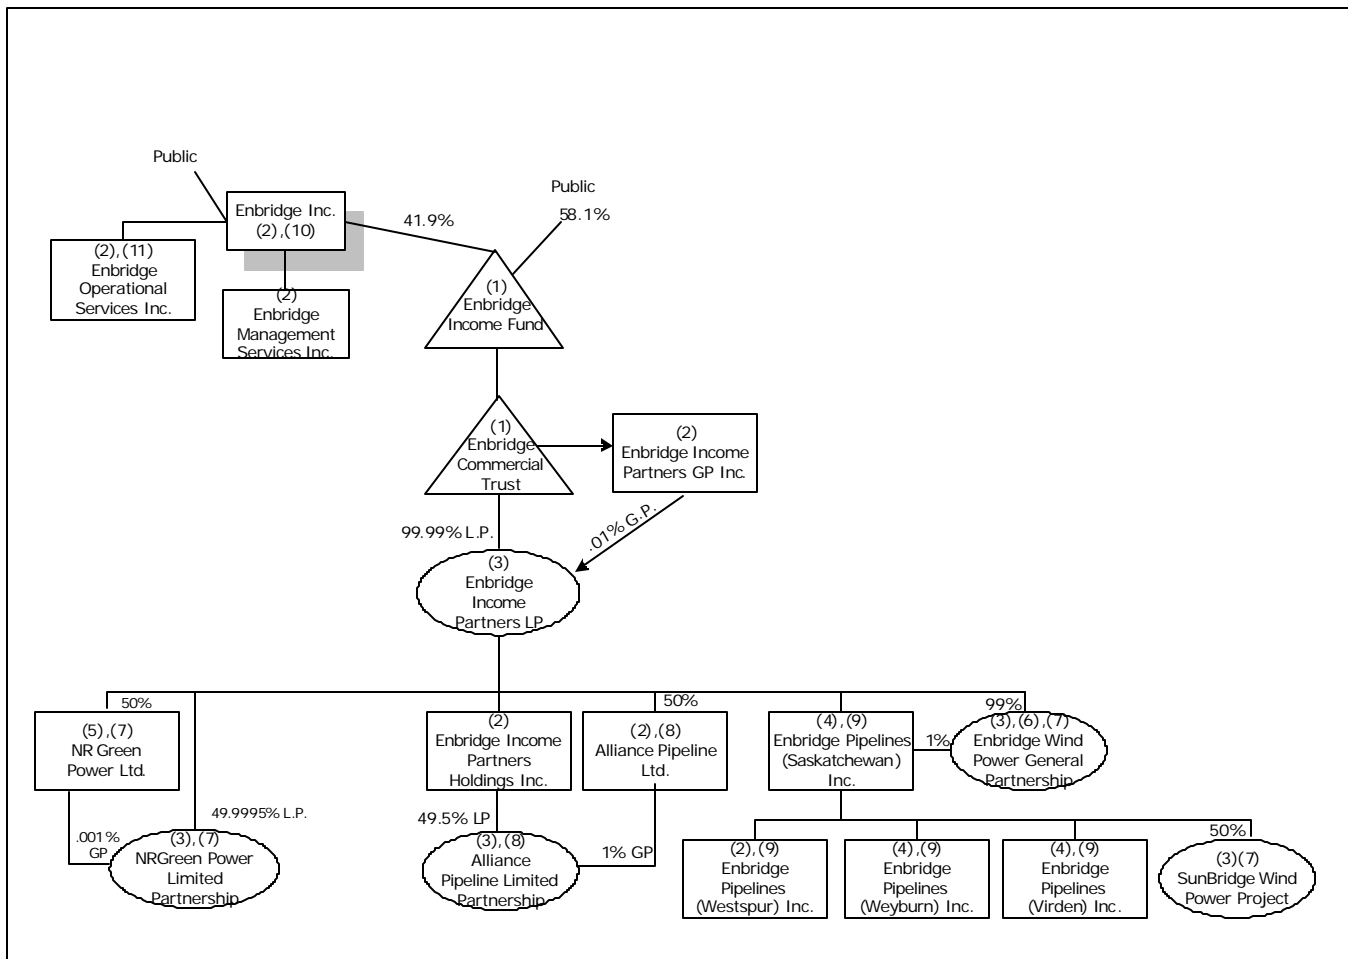 Public
Public
58.1%
41.9%
Enbridge Inc.
(2),(10)
(2), (11)
Enbridge
Operational
Services Inc.
(2)
Enbridge
Management
Services Inc.
(1)
Enbridge
Income Fund
(1)
Enbridge
Commercial
Trust
(2)
Enbridge Income
Partners GP Inc.
99.99% L.P.
.01% G.P.
(3)
Enbridge
Income
Partners LP
50%
(5),(7)
NR Green
Power Ltd.
49.9995% L.P.
.001%
GP
(3),(7)
NRGreen Power
Limited
Partnership
(2)
Enbridge Income
Partners
Holdings Inc.
49.5% LP
(3),(8)
Alliance
Pipeline Limited
Partnership
50%
(2),(8)
Alliance Pipeline
Ltd.
1% GP
(4),(9)
Enbridge Pipelines
(Saskatchewan)
Inc.
1%
99%
(3),(6),(7)
Enbridge Wind
Power General
Partnership
(2),(9)
Enbridge
Pipelines
(Westspur) Inc.
(4),(9)
Enbridge
Pipelines
(Weyburn) Inc.
(4),(9)
Enbridge
Pipelines
(Virden) Inc.
50%
(3)(7)
SunBridge Wind
Power Project